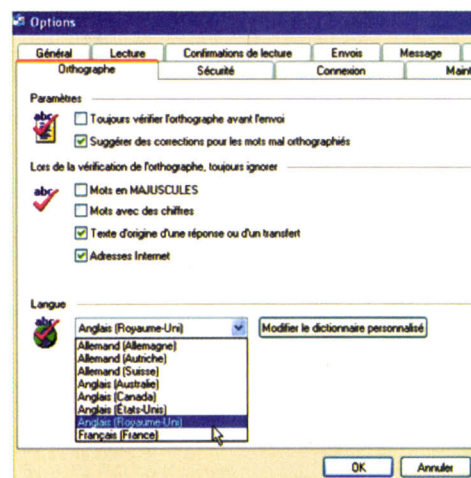 Options
Général Lecture Confirmations de lecture Envois Message
Orthographe Sécurité Connexion
Paramètres
Toujours vérifier l'orthographe avant l'envoi
Suggérer des corrections pour les mots mal orthographiés
Lors de la vérification de l'orthographe, toujours ignorer
Mots en MAJUSCULES
Mots avec des chiffres
Texte d'origine d'une réponse ou d'un transfert
Adresses Internet
Langue
Anglais (Royaume-Uni) Modifier le dictionnaire personnalisé
Allemand (Allemagne)
Allemand (Autriche)
Allemand (Suisse)
Anglais (Australie)
Anglais (Canada)
Anglais (États-Unis)
Anglais (Royaume-Uni)
Français (France)
OK Annuler